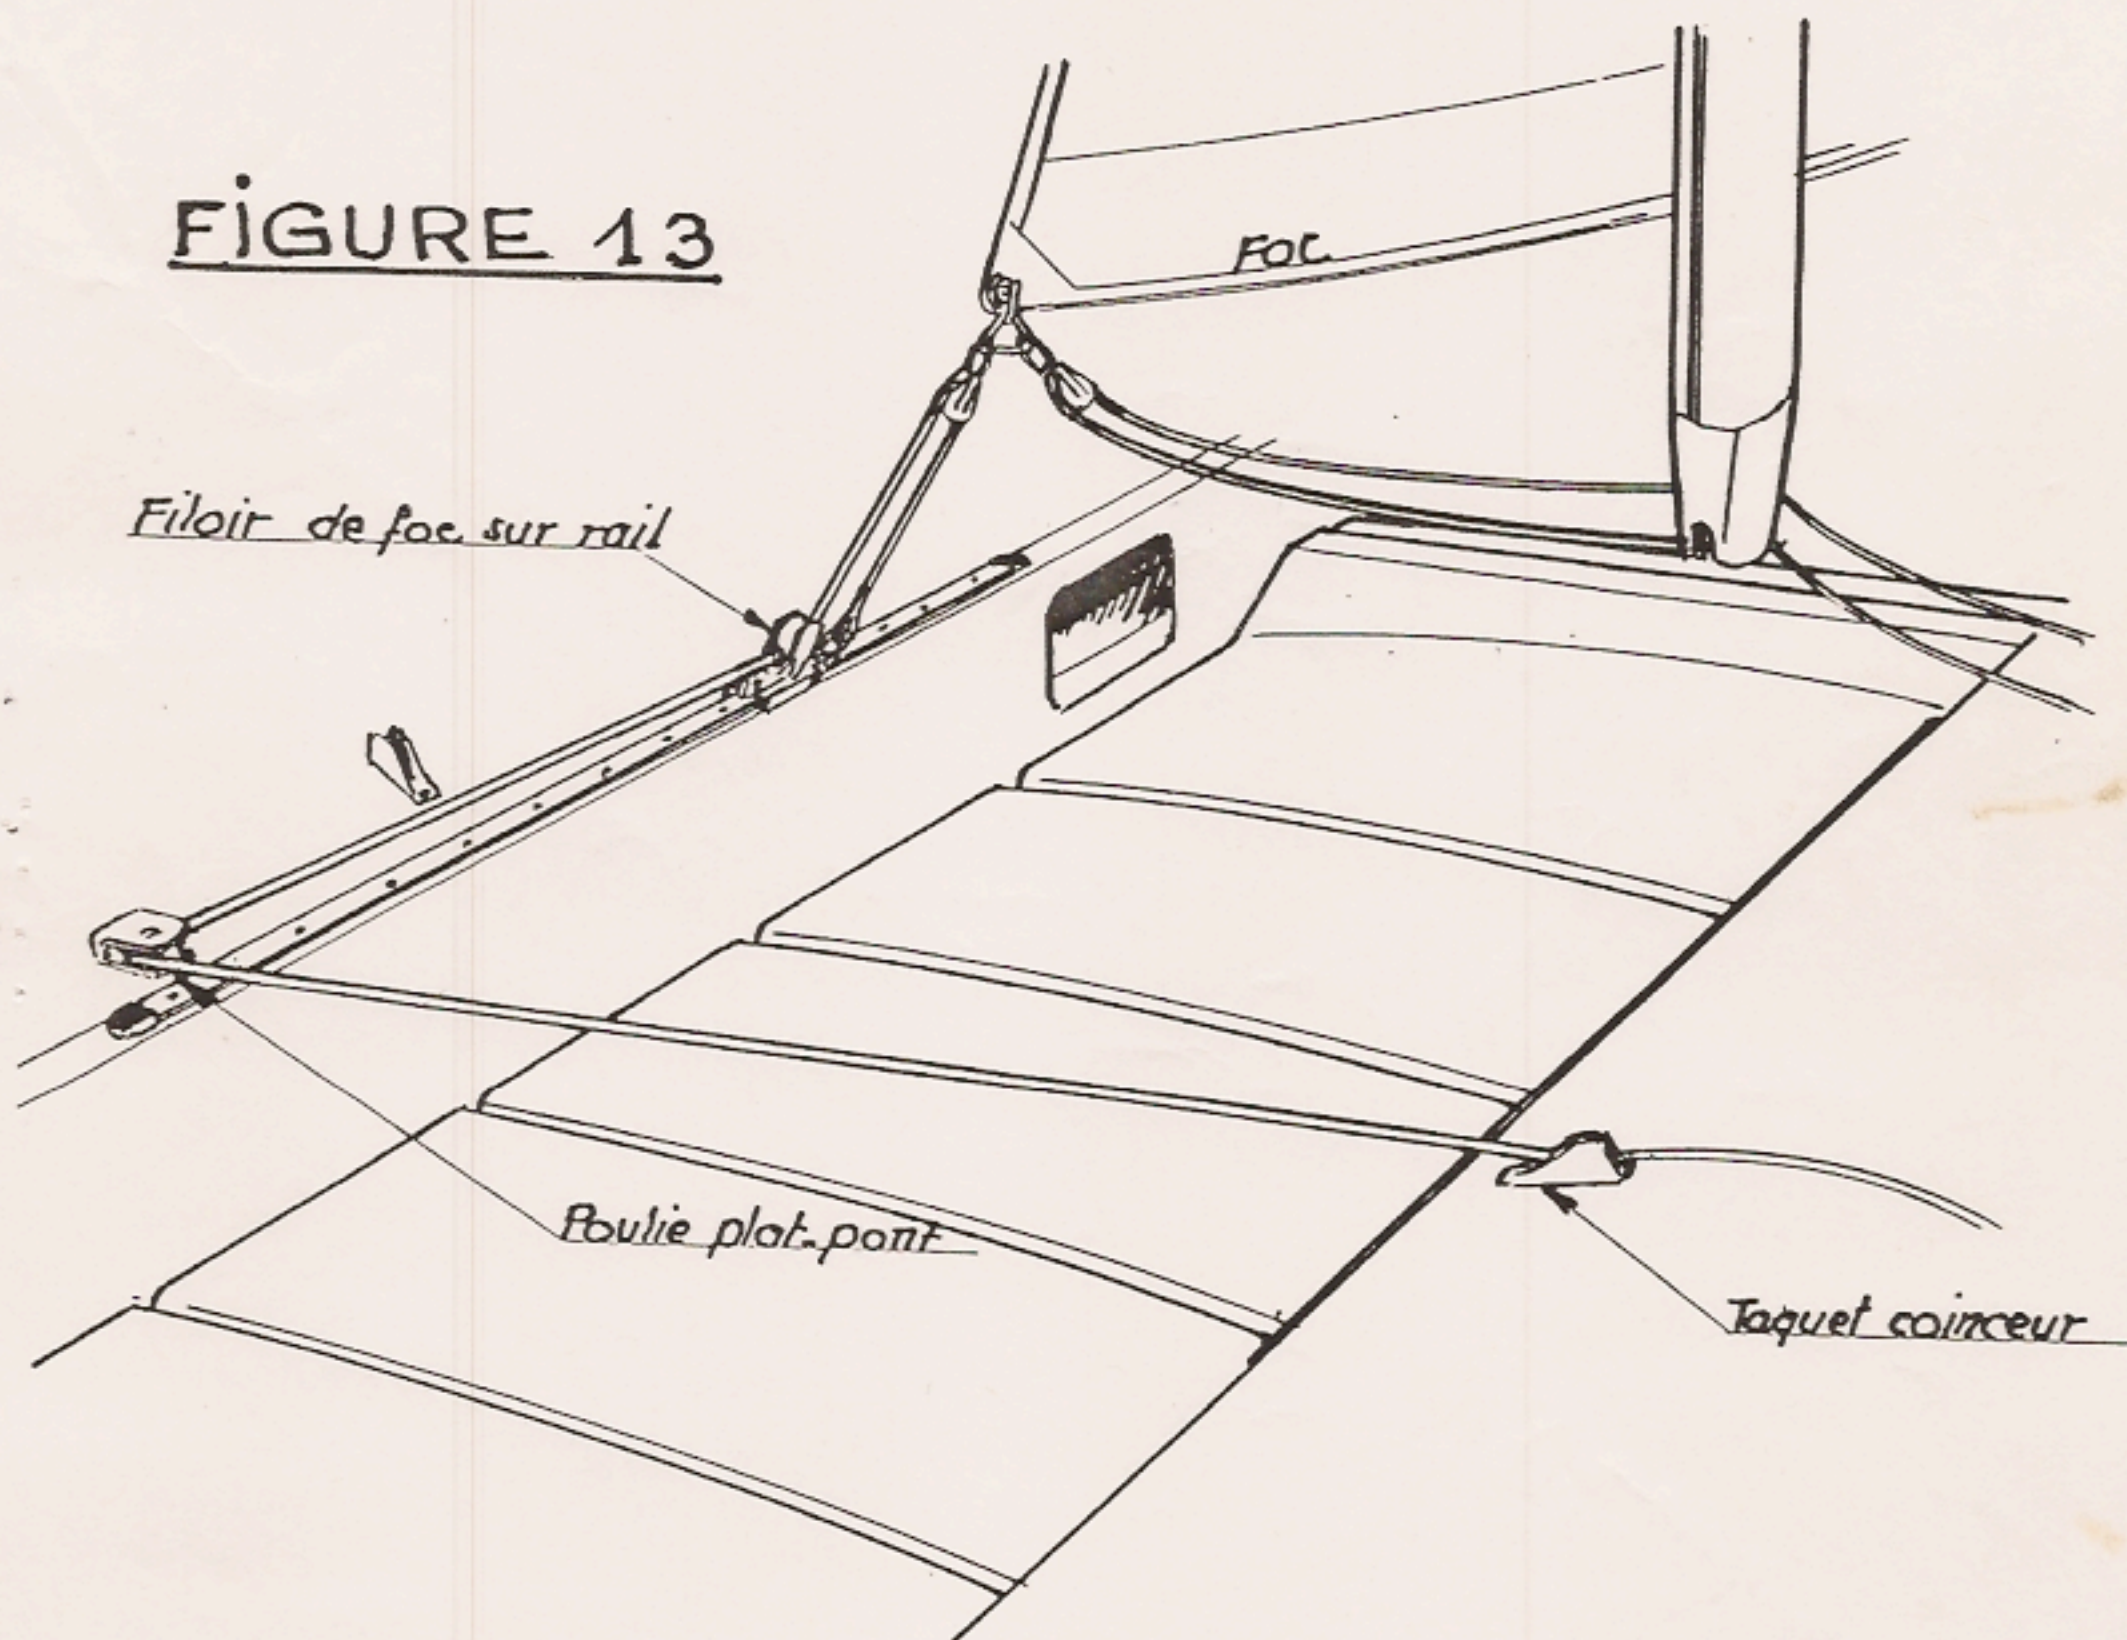 FiGURE 13
FOC
Filoir de foc sur rail
Poulie plat-pont
Taquet coinceur